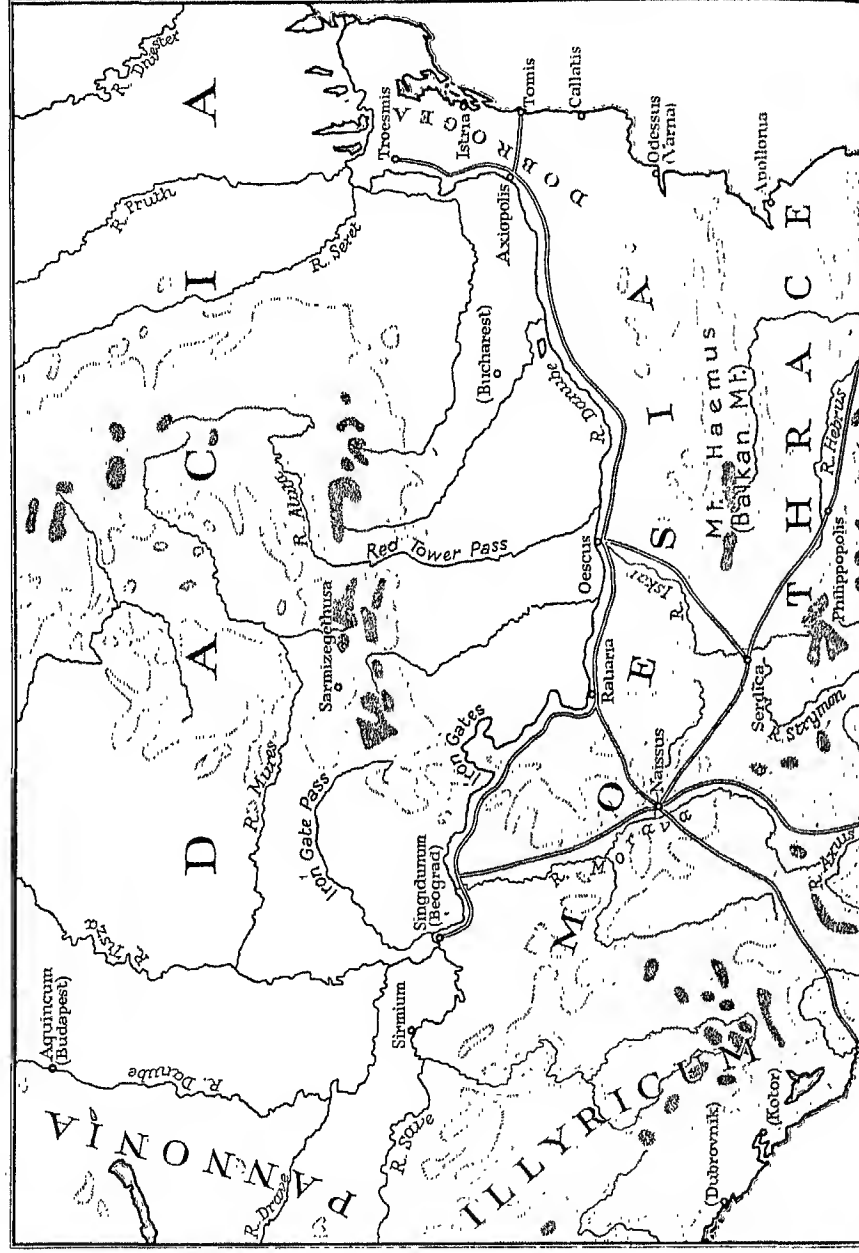 PANNONIA
DACIA
MOESIA
THRACE
ILLYRICUM
DOBROGEA
Aquincum
(Budapest)
R. Danube
R. Tisza
R. Drave
R. Save
Sirmium
Singidunum
(Beograd)
R. Mures
Iron Gate Pass
Iron Gates
Sarmizegethusa
Red Tower Pass
R. Aluta
R. Seret
R. Pruth
R. Dniester
(Bucharest)
R. Danube
Troesmis
Istria
Axiopolis
Tomis
Callatis
Odessus
(Varna)
Apollonia
Mt. Haemus
(Balkan Mt.)
Oescus
Ratiaria
R. Iskar
R. Morava
Naissus
Serdica
R. Strymon
Philippopolis
R. Hebrus
R. Axius
(Dubrovnik)
(Kotor)